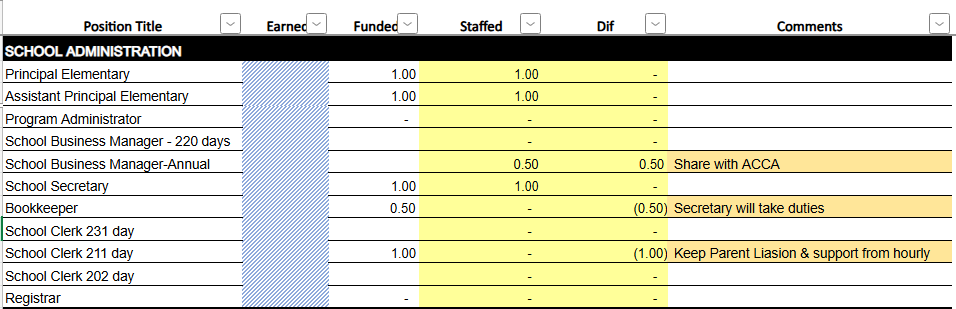 Position Title Earned Funded Staffed Dif Comments
SCHOOL ADMINISTRATION
Principal Elementary 1.00 1.00 -
Assistant Principal Elementary 1.00 1.00 -
Program Administrator - - -
School Business Manager - 220 days - -
School Business Manager-Annual 0.50 0.50 Share with ACCA
School Secretary 1.00 1.00 -
Bookkeeper 0.50 - (0.50) Secretary will take duties
School Clerk 231 day - -
School Clerk 211 day 1.00 - (1.00) Keep Parent Liasion & support from hourly
School Clerk 202 day - -
Registrar - - -